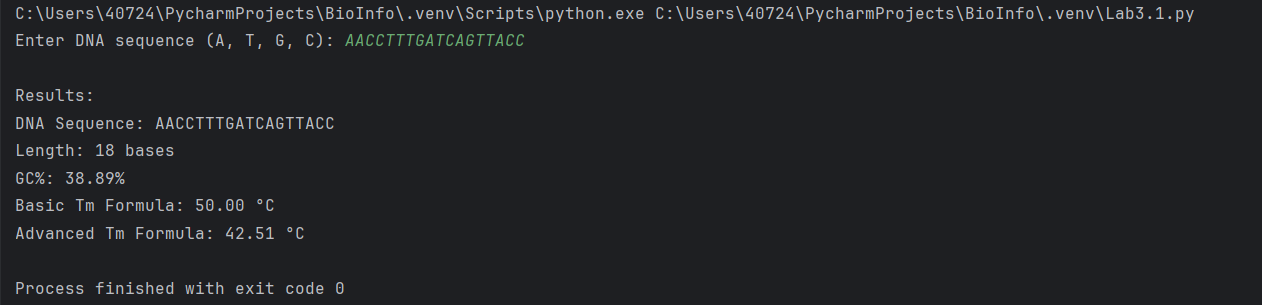 C:\Users\40724\PycharmProjects\BioInfo\.venv\Scripts\python.exe C:\Users\40724\PycharmProjects\BioInfo\.venv\Lab3.1.py
Enter DNA sequence (A, T, G, C): AACCTTTGATCAGTTACC
Results:
DNA Sequence: AACCTTTGATCAGTTACC
Length: 18 bases
GC%: 38.89%
Basic Tm Formula: 50.00 °C
Advanced Tm Formula: 42.51 °C
Process finished with exit code 0